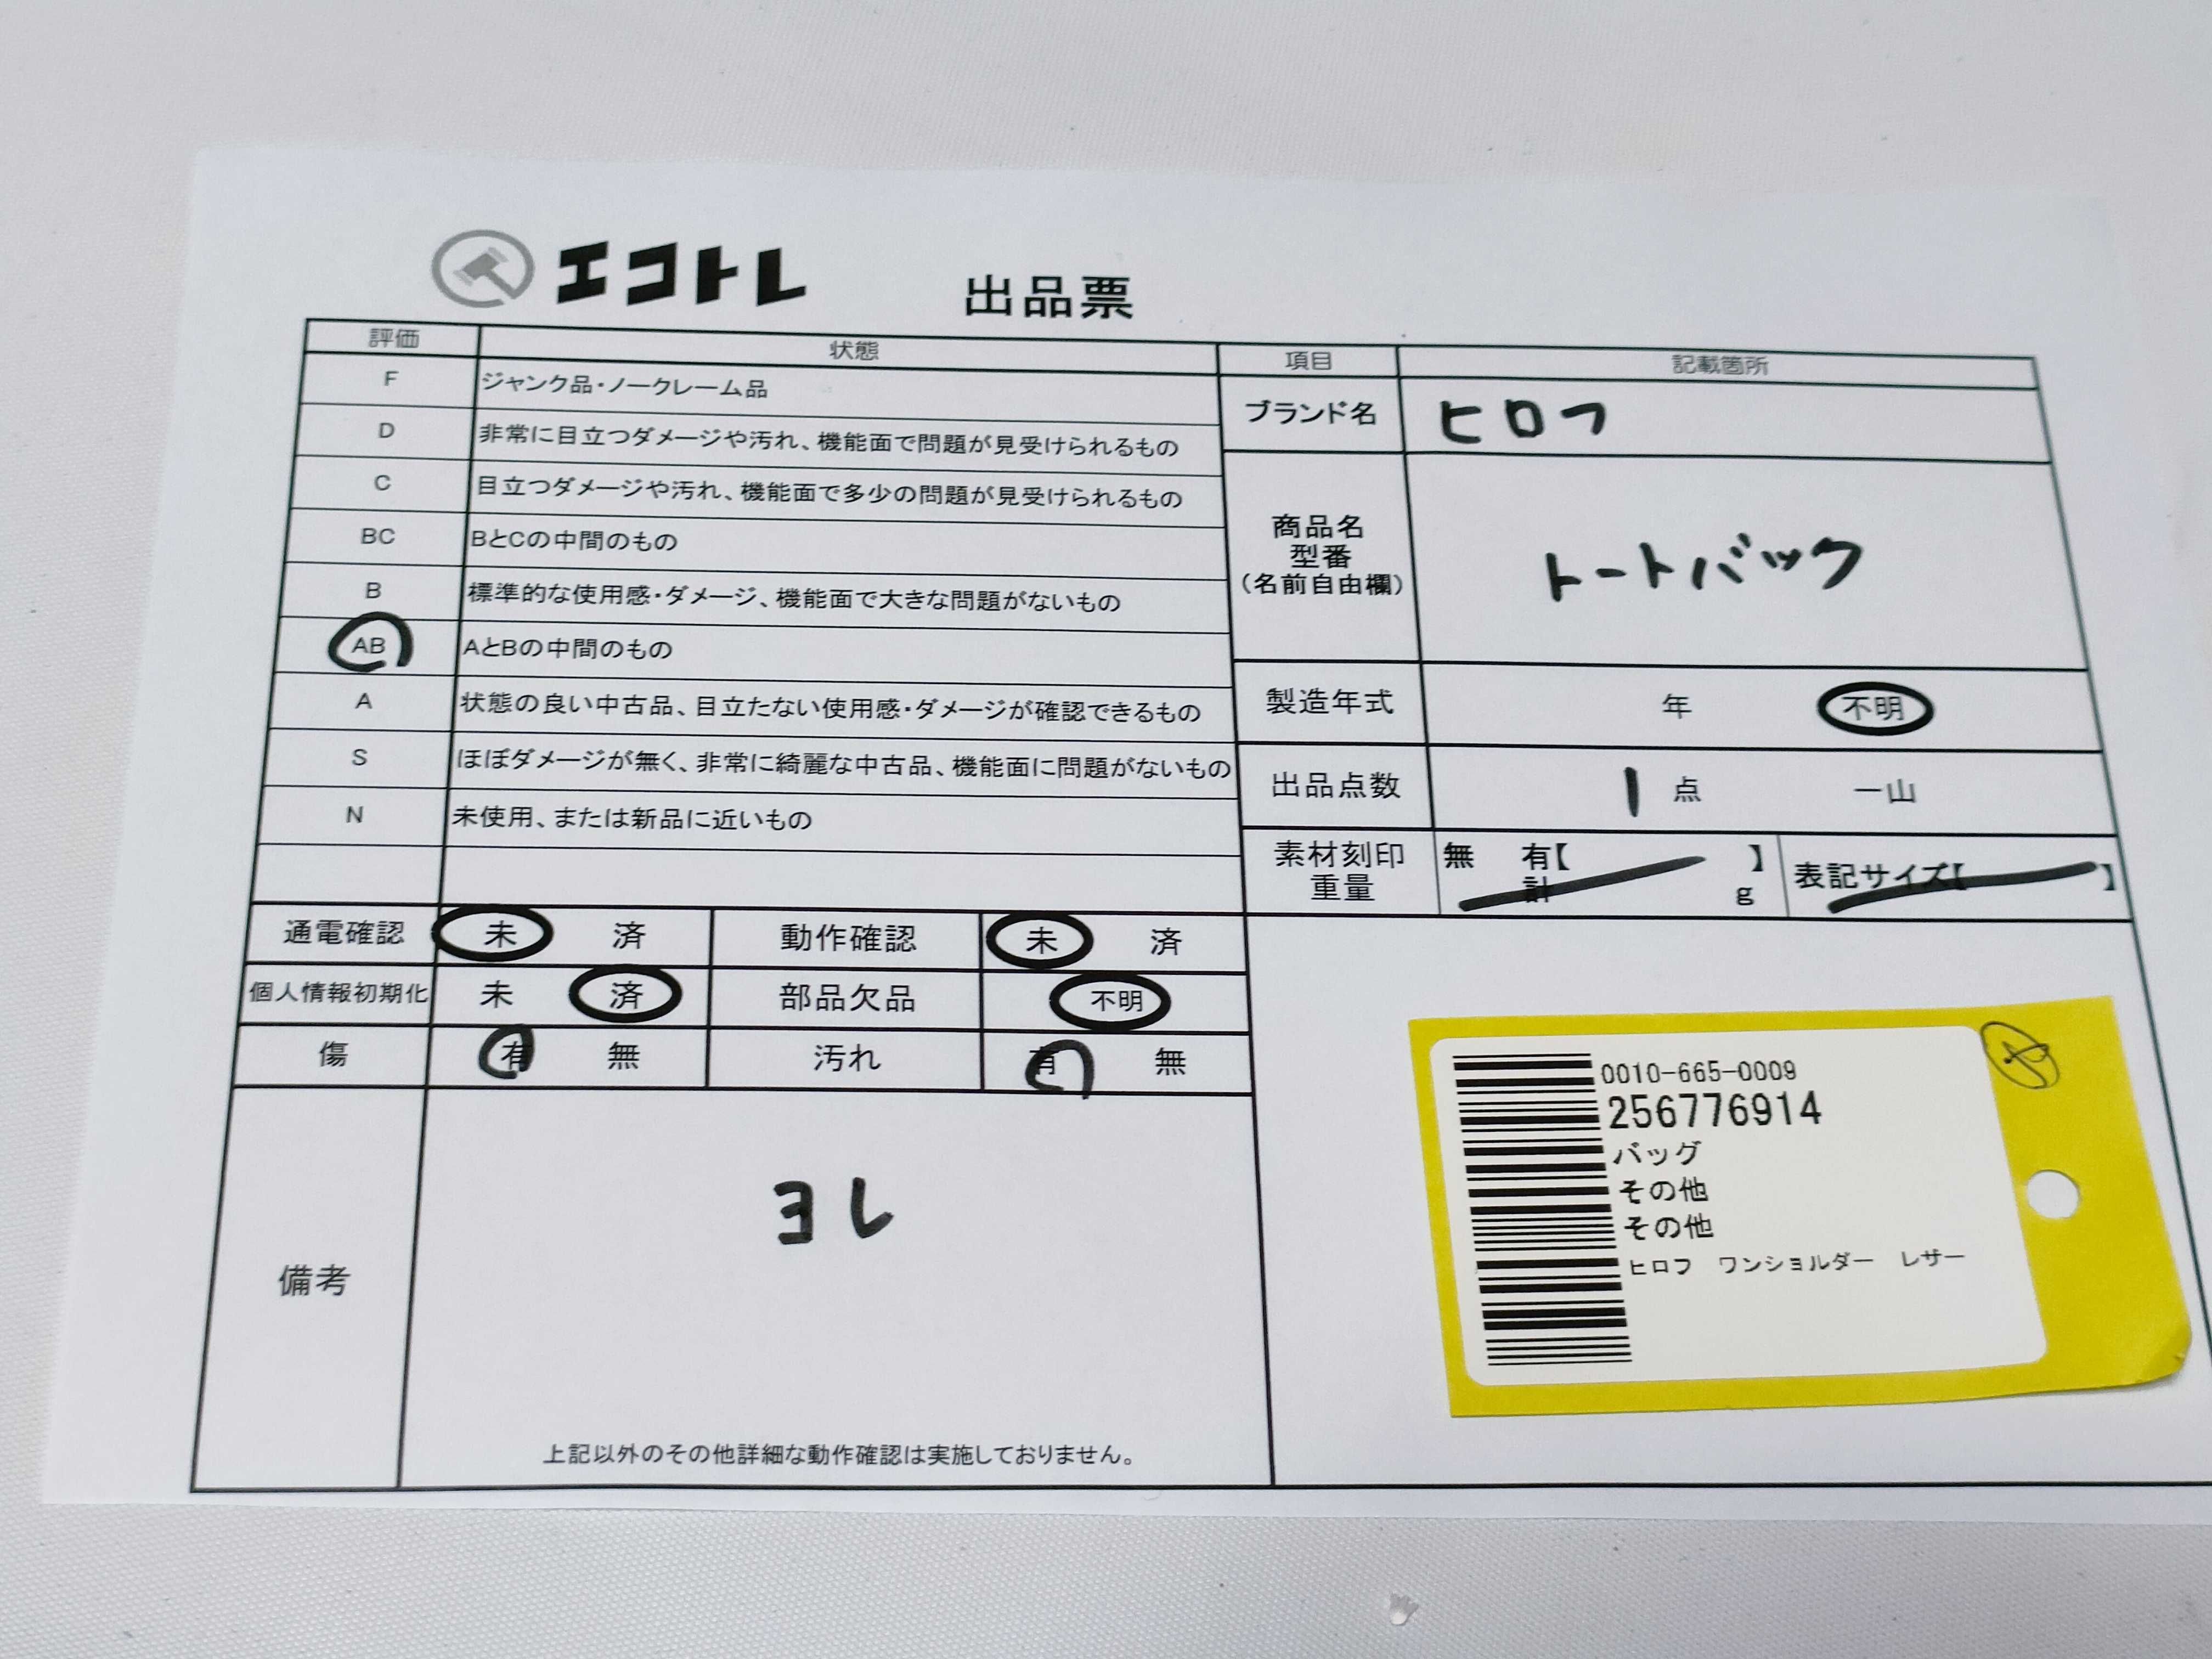 エコトレ 出品票
評価 状態
F ジャンク品・ノークレーム品
D 非常に目立つダメージや汚れ、機能面で問題が見受けられるもの
C 目立つダメージや汚れ、機能面で多少の問題が見受けられるもの
BC BとCの中間のもの
B 標準的な使用感・ダメージ、機能面で大きな問題がないもの
AB AとBの中間のもの
A 状態の良い中古品、目立たない使用感・ダメージが確認できるもの
S ほぼダメージが無く、非常に綺麗な中古品、機能面に問題がないもの
N 未使用、または新品に近いもの
項目 記載箇所
ブランド名 ヒロフ
商品名
型番
(名前自由欄)
トートバック
製造年式 年 不明
出品点数 1 点 一山
素材刻印 無 有【 】
重量 計 g
表記サイズ【 】
通電確認 未 済 動作確認 未 済
個人情報初期化 未 済 部品欠品 不明
傷 有 無 汚れ 有 無
備考
ヨレ
上記以外のその他詳細な動作確認は実施しておりません。
0010-665-0009
256776914
バッグ
その他
その他
ヒロフ ワンショルダー レザー